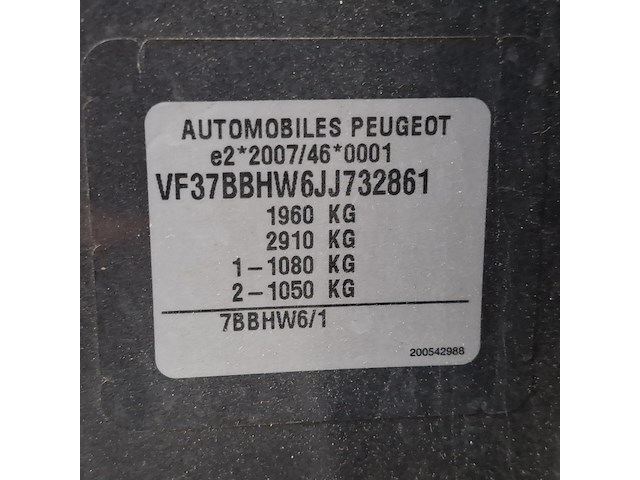 AUTOMOBILES PEUGEOT
e2*2007/46*0001
VF37BBHW6JJ732861
1960 KG
2910 KG
1-1080 KG
2-1050 KG
7BBHW6/1
200542988